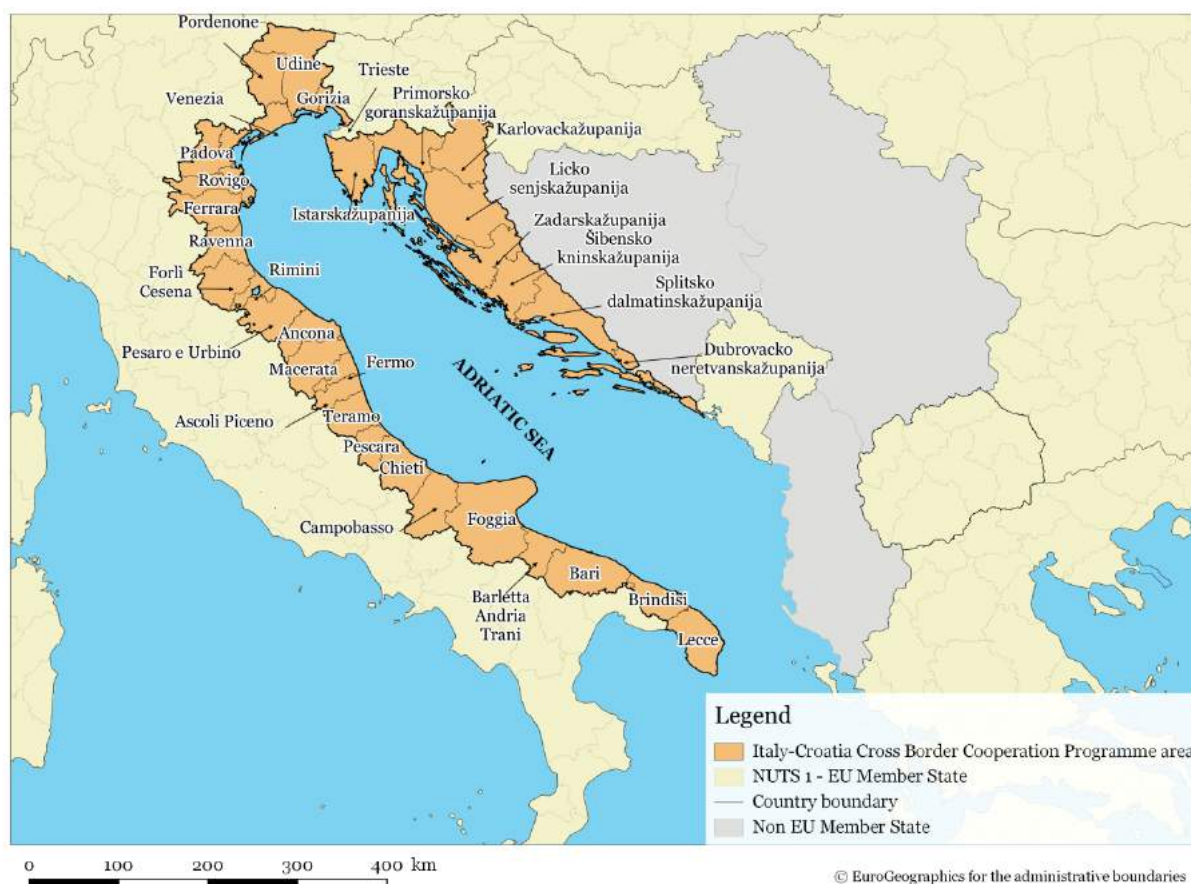 Pordenone
Udine
Trieste
Gorizia
Primorsko
goranskažupanija
Venezia
Karlovackažupanija
Padova
Licko
senjskažupanija
Rovigo
Istarskažupanija
Ferrara
Zadarskažupanija
Ravenna
Šibensko
kninskažupanija
Forlì
Cesena
Rimini
Splitsko
dalmatinskažupanija
Pesaro e Urbino
Ancona
Macerata
Fermo
Dubrovacko
neretvanskažupanija
ADRIATIC SEA
Ascoli Piceno
Teramo
Pescara
Chieti
Campobasso
Foggia
Bari
Barletta
Andria
Trani
Brindisi
Lecce
Legend
Italy-Croatia Cross Border Cooperation Programme area
NUTS 1 - EU Member State
Country boundary
Non EU Member State
0 100 200 300 400 km
© EuroGeographics for the administrative boundaries